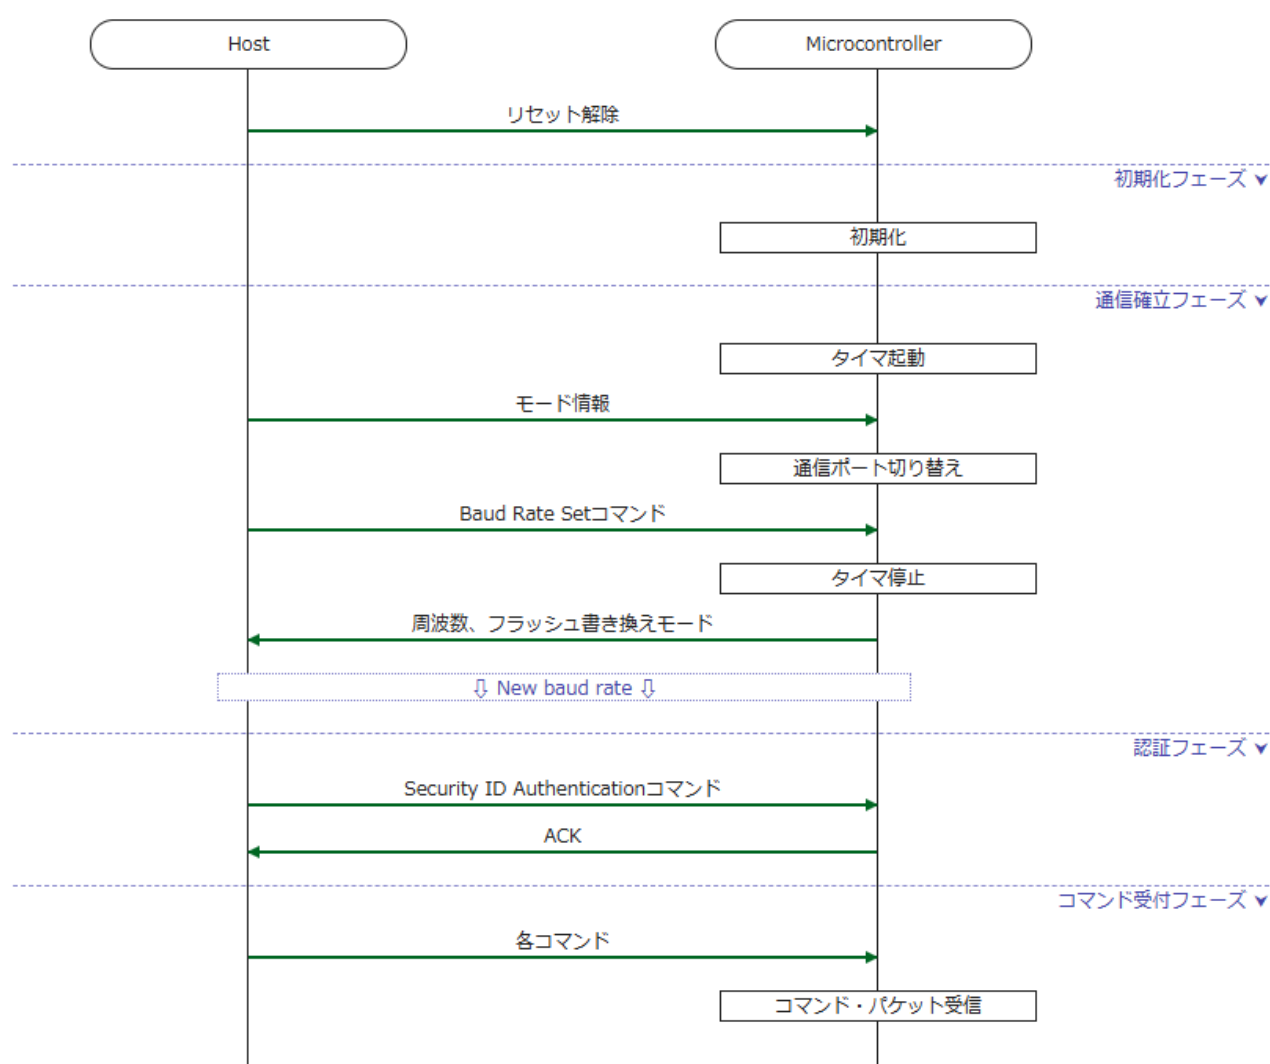 Host
Microcontroller
リセット解除
初期化フェーズ
初期化
通信確立フェーズ
タイマ起動
モード情報
通信ポート切り替え
Baud Rate Setコマンド
タイマ停止
周波数、フラッシュ書き換えモード
⇩ New baud rate ⇩
認証フェーズ
Security ID Authenticationコマンド
ACK
コマンド受付フェーズ
各コマンド
コマンド・パケット受信